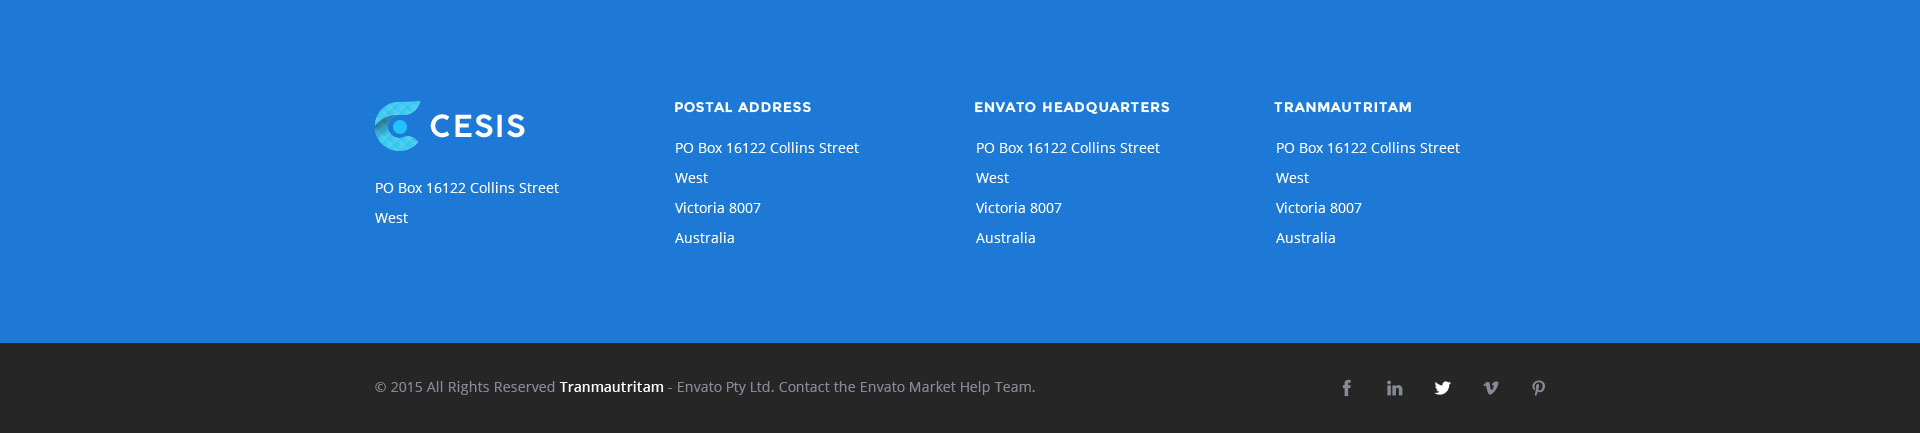 CESIS
PO Box 16122 Collins Street
West
POSTAL ADDRESS
PO Box 16122 Collins Street
West
Victoria 8007
Australia
ENVATO HEADQUARTERS
PO Box 16122 Collins Street
West
Victoria 8007
Australia
TRANMAUTRITAM
PO Box 16122 Collins Street
West
Victoria 8007
Australia
© 2015 All Rights Reserved Tranmautritam - Envato Pty Ltd. Contact the Envato Market Help Team.